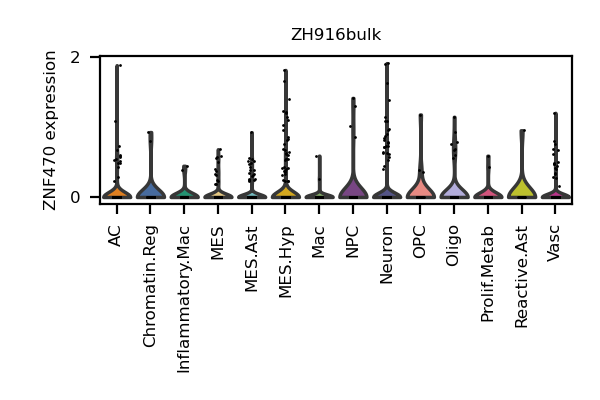 ZH916bulk
ZNF470 expression
2
0
AC
Chromatin.Reg
Inflammatory.Mac
MES
MES.Ast
MES.Hyp
Mac
NPC
Neuron
OPC
Oligo
Prolif.Metab
Reactive.Ast
Vasc